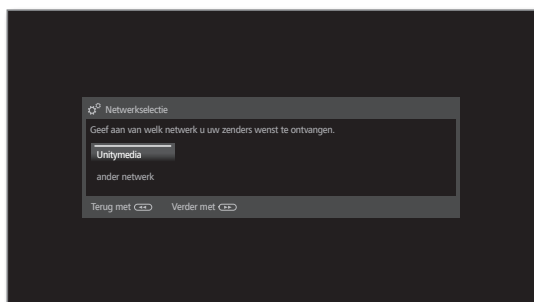 Netwerkselectie
Geef aan van welk netwerk u uw zenders wenst te ontvangen.
Unitymedia
ander netwerk
Terug met Verder met